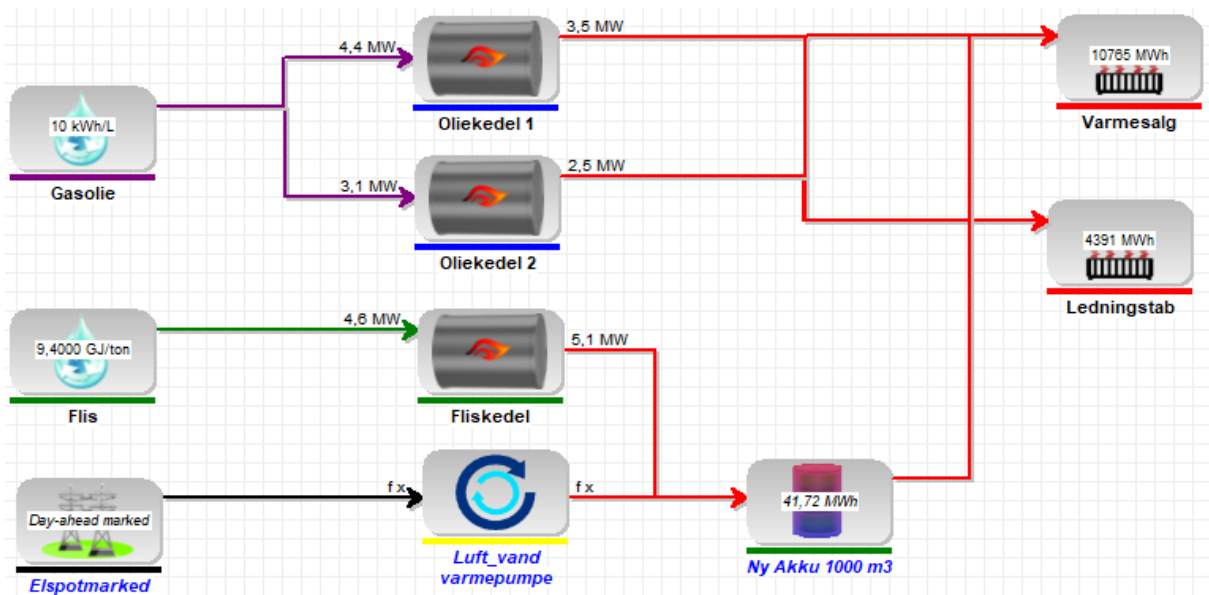 4,4 MW
3,5 MW
10765 MWh
Varmesalg
10 kWh/L
Gasolie
Oliekedel 1
3,1 MW
2,5 MW
Oliekedel 2
4391 MWh
Ledningstab
4,6 MW
5,1 MW
9,4000 GJ/ton
Flis
Fliskedel
f x
f x
Day-ahead marked
Elspotmarked
Luft_vand
varmepumpe
41,72 MWh
Ny Akku 1000 m3